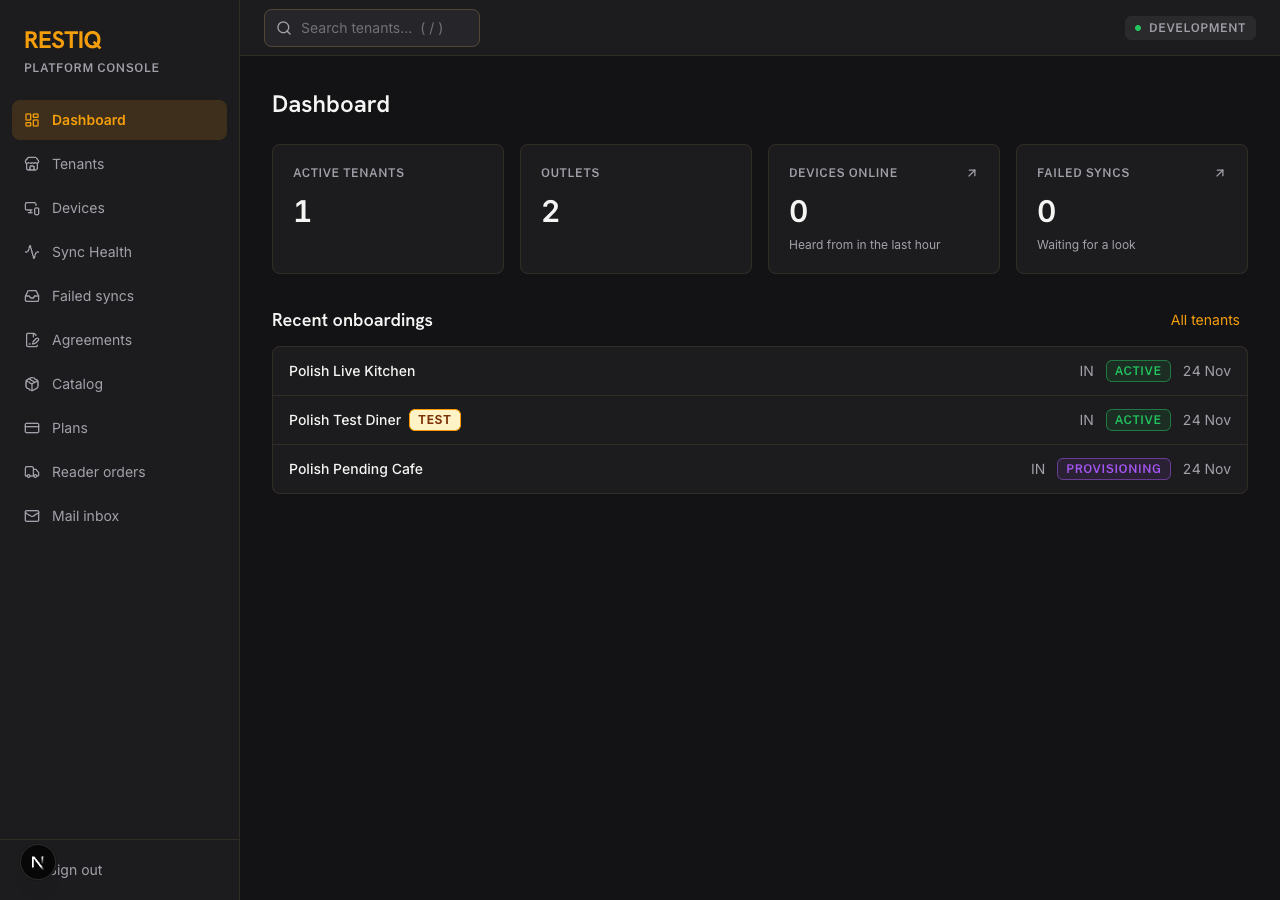 RESTIQ
PLATFORM CONSOLE
Dashboard
Tenants
Devices
Sync Health
Failed syncs
Agreements
Catalog
Plans
Reader orders
Mail inbox
N
ign out
Search tenants... ( / )
DEVELOPMENT
Dashboard
ACTIVE TENANTS
1
OUTLETS
2
DEVICES ONLINE
0
Heard from in the last hour
FAILED SYNCS
0
Waiting for a look
Recent onboardings
All tenants
Polish Live Kitchen IN ACTIVE 24 Nov
Polish Test Diner TEST IN ACTIVE 24 Nov
Polish Pending Cafe IN PROVISIONING 24 Nov